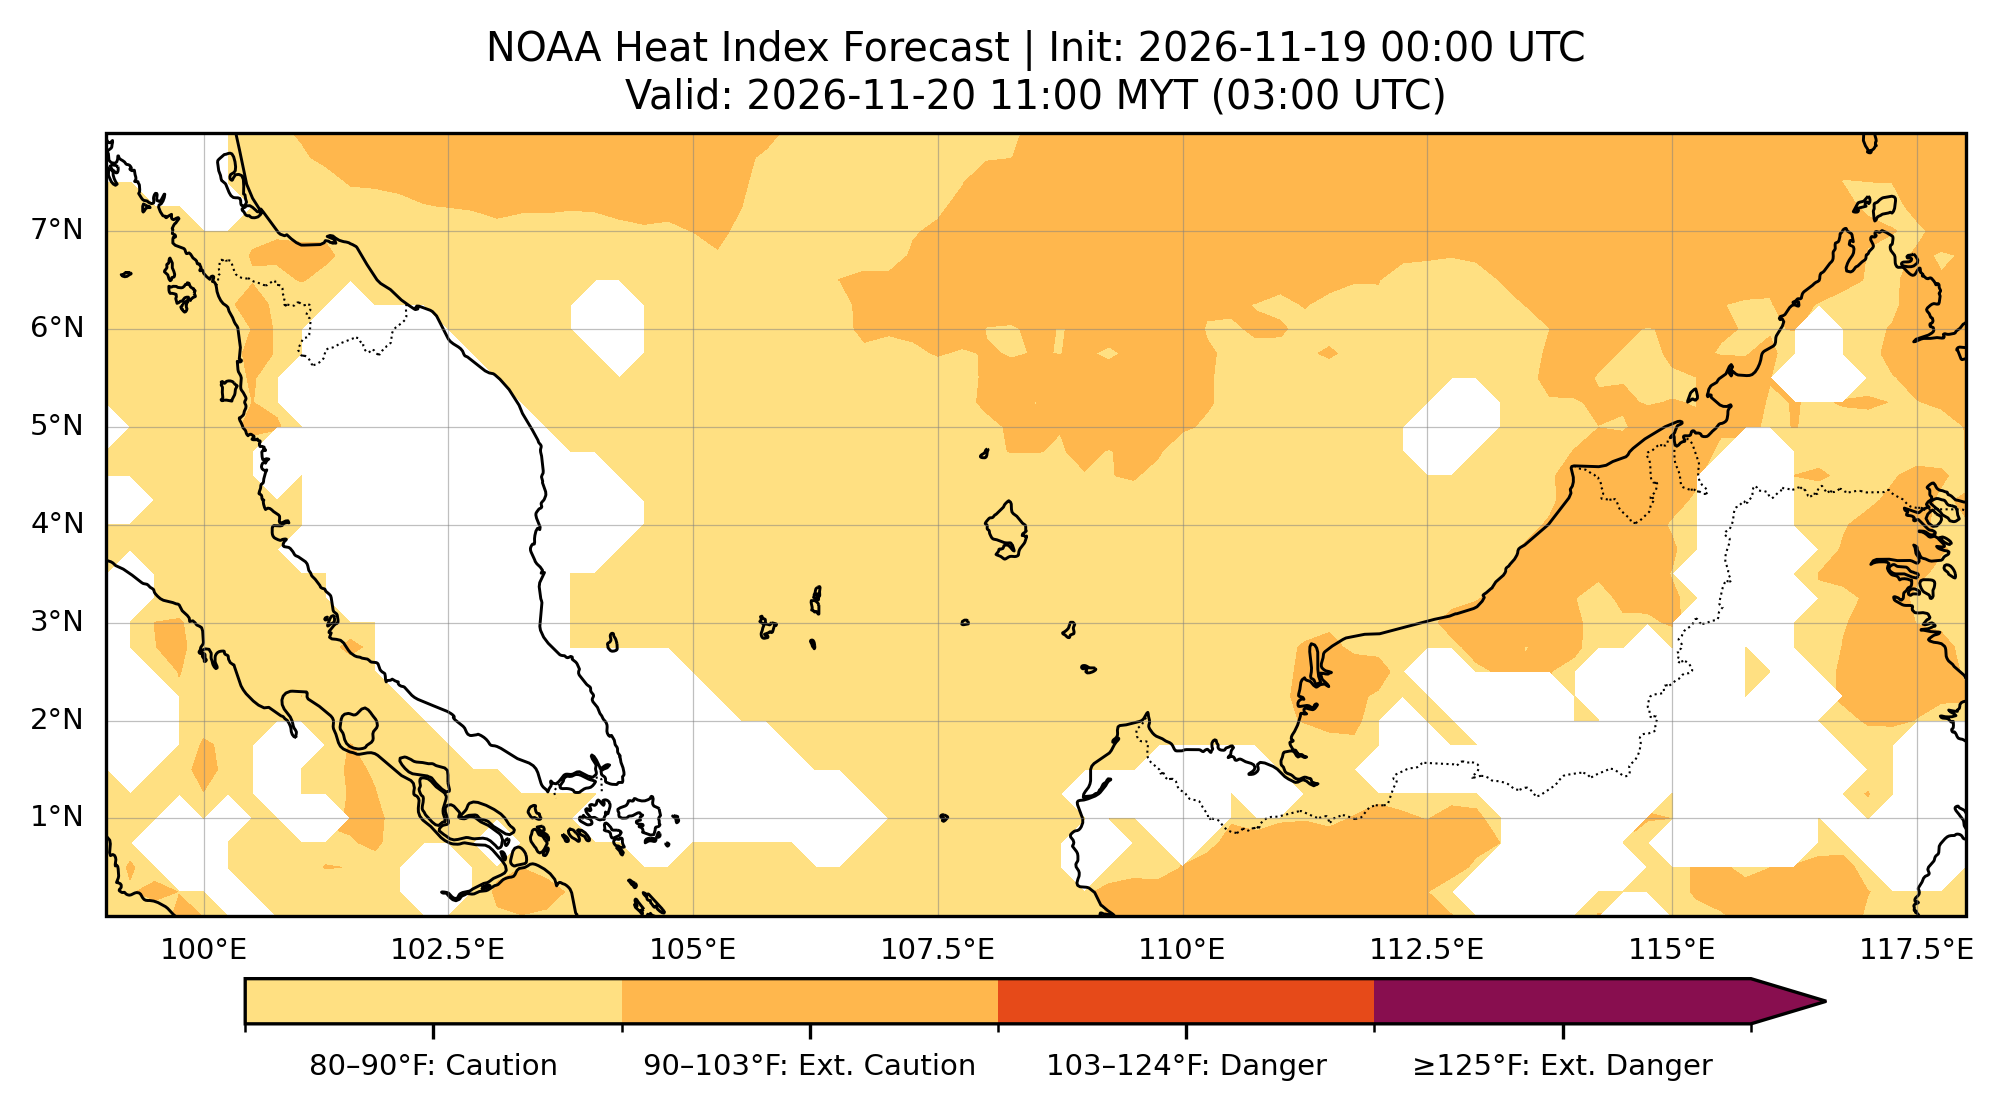 NOAA Heat Index Forecast | Init: 2026-11-19 00:00 UTC
Valid: 2026-11-20 11:00 MYT (03:00 UTC)
7°N
6°N
5°N
4°N
3°N
2°N
1°N
100°E 102.5°E 105°E 107.5°E 110°E 112.5°E 115°E 117.5°E
80–90°F: Caution 90–103°F: Ext. Caution 103–124°F: Danger ≥125°F: Ext. Danger